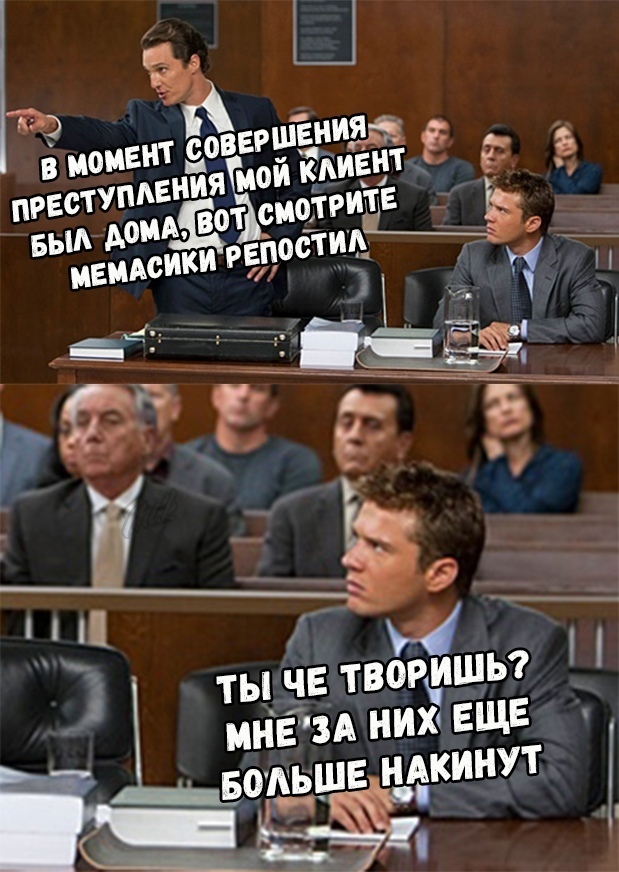 В МОМЕНТ СОВЕРШЕНИЯ
ПРЕСТУПЛЕНИЯ МОЙ КЛИЕНТ
БЫЛ ДОМА, ВОТ СМОТРИТЕ
МЕМАСИКИ РЕПОСТИЛ
ТЫ ЧЕ ТВОРИШЬ?
МНЕ ЗА НИХ ЕЩЕ
БОЛЬШЕ НАКИНУТ